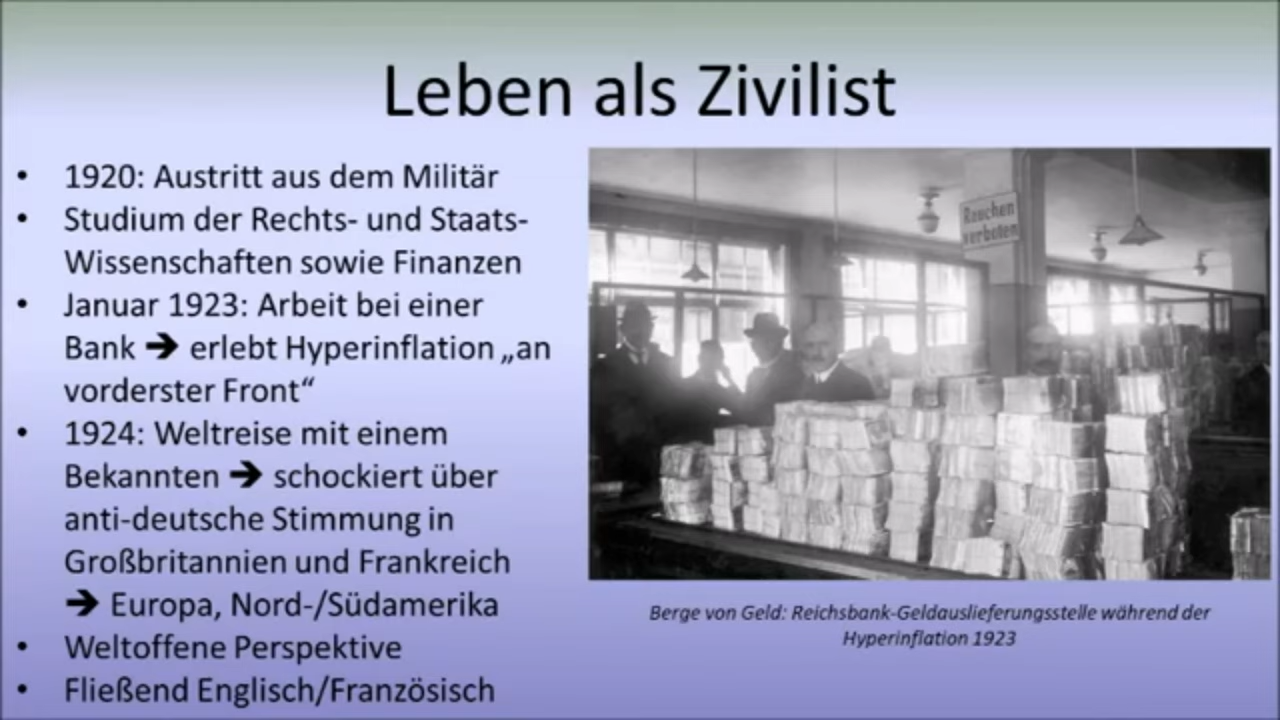 Leben als Zivilist
• 1920: Austritt aus dem Militär
• Studium der Rechts- und Staats-
Wissenschaften sowie Finanzen
• Januar 1923: Arbeit bei einer
Bank 🡺 erlebt Hyperinflation „an
vorderster Front“
• 1924: Weltreise mit einem
Bekannten 🡺 schockiert über
anti-deutsche Stimmung in
Großbritannien und Frankreich
🡺 Europa, Nord-/Südamerika
• Weltoffene Perspektive
• Fließend Englisch/Französisch
Rauchen
verboten
Berge von Geld: Reichsbank-Geldauslieferungsstelle während der
Hyperinflation 1923